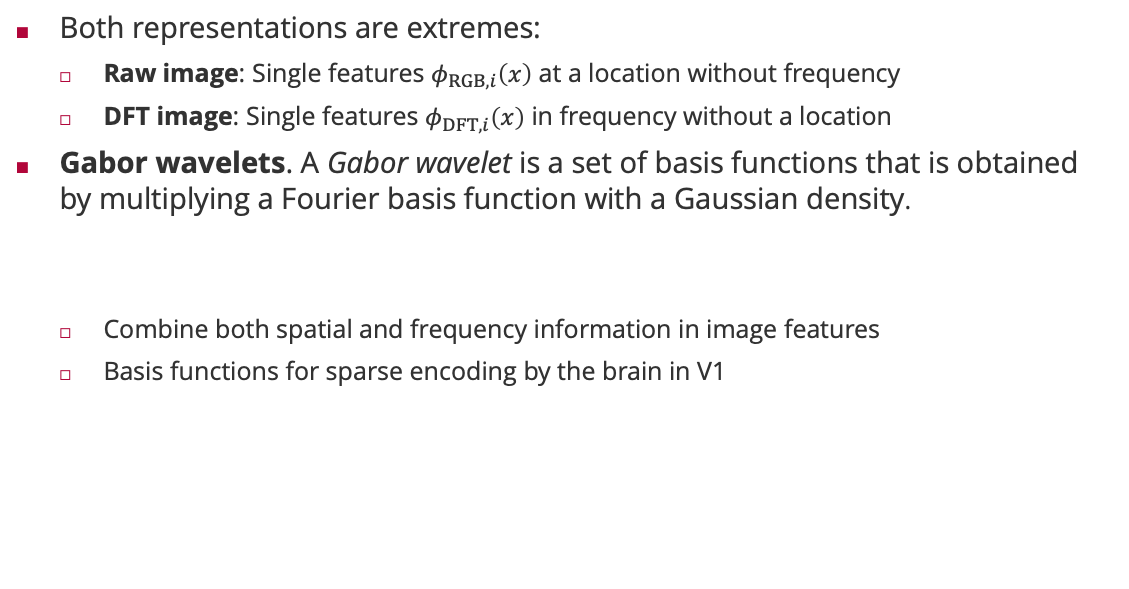 Both representations are extremes:
Raw image: Single features 𝜙RGB,𝑖(𝑥) at a location without frequency
DFT image: Single features 𝜙DFT,𝑖(𝑥) in frequency without a location
Gabor wavelets. A Gabor wavelet is a set of basis functions that is obtained
by multiplying a Fourier basis function with a Gaussian density.
Combine both spatial and frequency information in image features
Basis functions for sparse encoding by the brain in V1